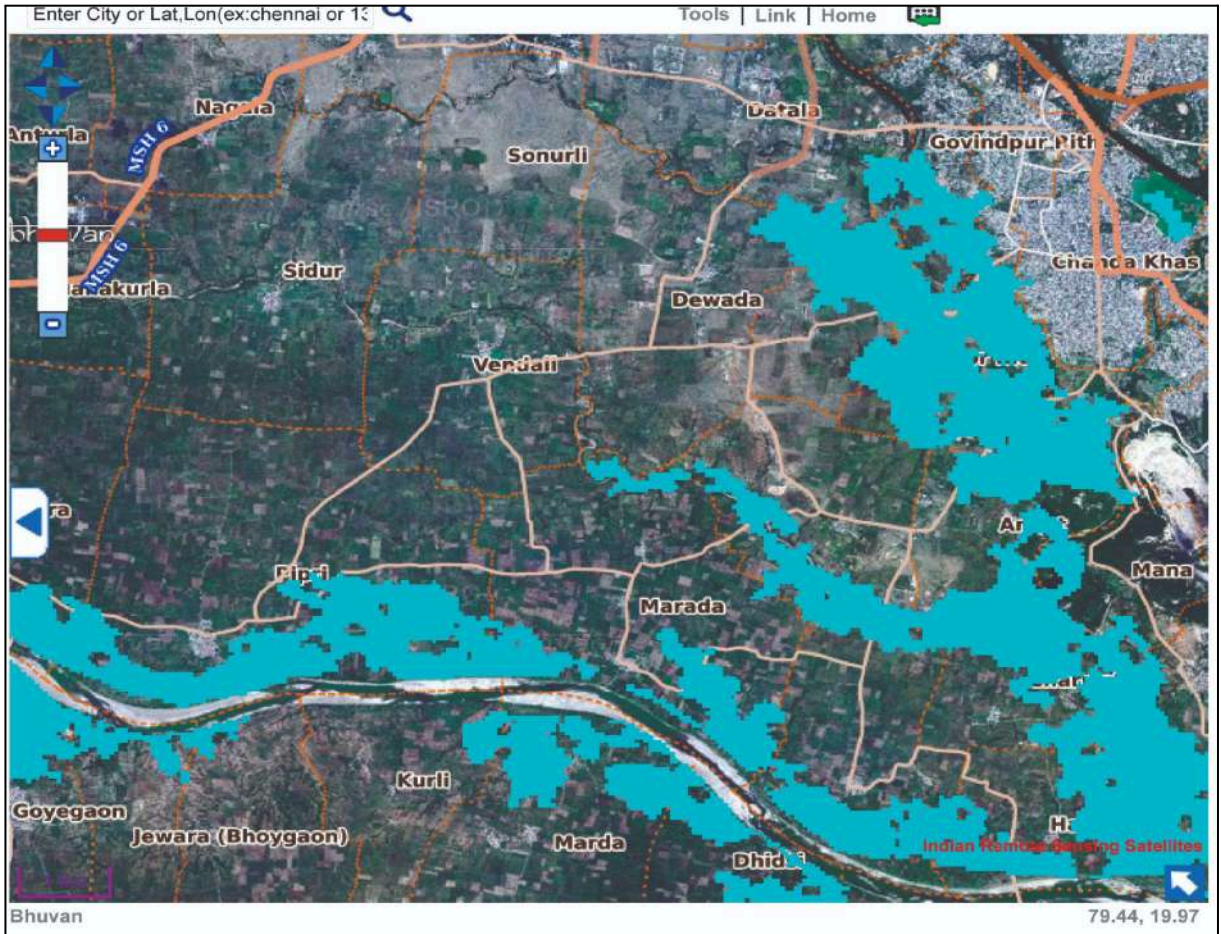 Enter City or Lat,Lon(ex:chennai or 13
Tools | Link | Home
Nagala
Datala
MSH 6
Govindpur Rith
Sonurli
MSH 6
Sidur
Chanda Khas
Dewada
Vendali
Pipri
Mana
Marada
Kurli
Goyegaon
Jewara (Bhoygaon)
Marda
Indian Remote Sensing Satellites
Bhuvan
79.44, 19.97